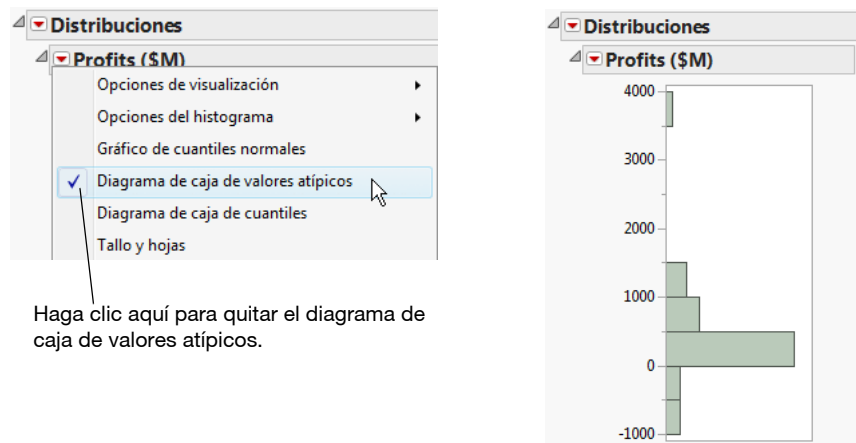 Distribuciones
Profits ($M)
Opciones de visualización
Opciones del histograma
Gráfico de cuantiles normales
Diagrama de caja de valores atípicos
Diagrama de caja de cuantiles
Tallo y hojas
Haga clic aquí para quitar el diagrama de
caja de valores atípicos.
Distribuciones
Profits ($M)
4000
3000
2000
1000
0
-1000